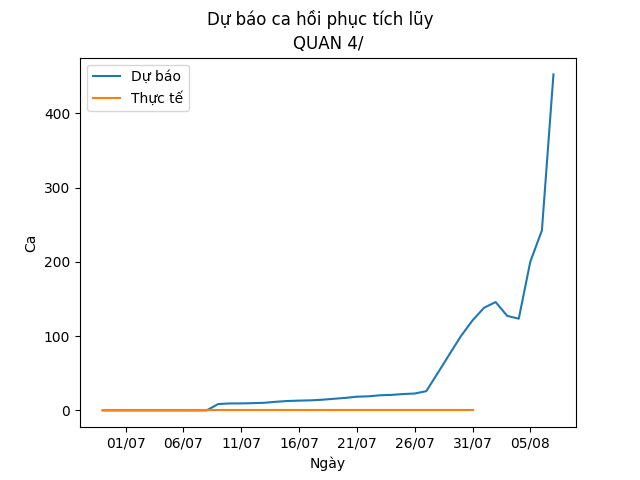 Dự báo ca hồi phục tích lũy
QUAN 4/
Dự báo
Thực tế
Ca
400
300
200
100
0
01/07 06/07 11/07 16/07 21/07 26/07 31/07 05/08
Ngày